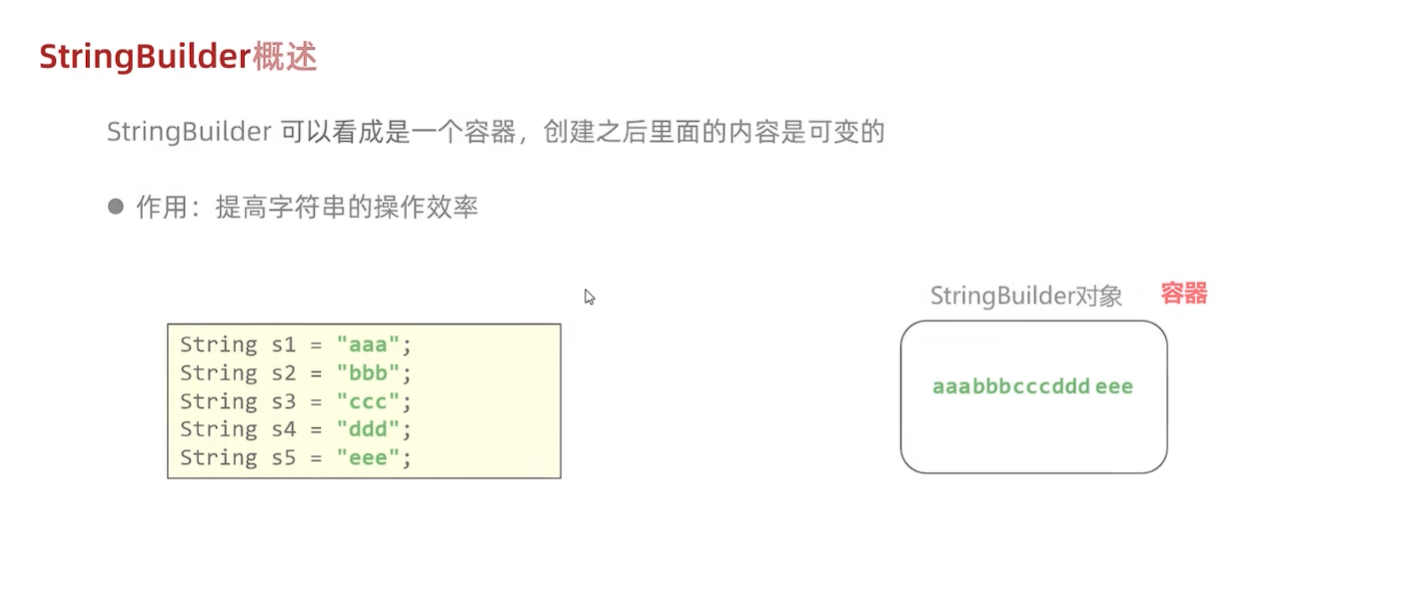 StringBuilder概述
StringBuilder 可以看成是一个容器，创建之后里面的内容是可变的
● 作用：提高字符串的操作效率
StringBuilder对象 容器
String s1 = "aaa";
String s2 = "bbb";
String s3 = "ccc";
String s4 = "ddd";
String s5 = "eee";
aaabbbcccddd eee